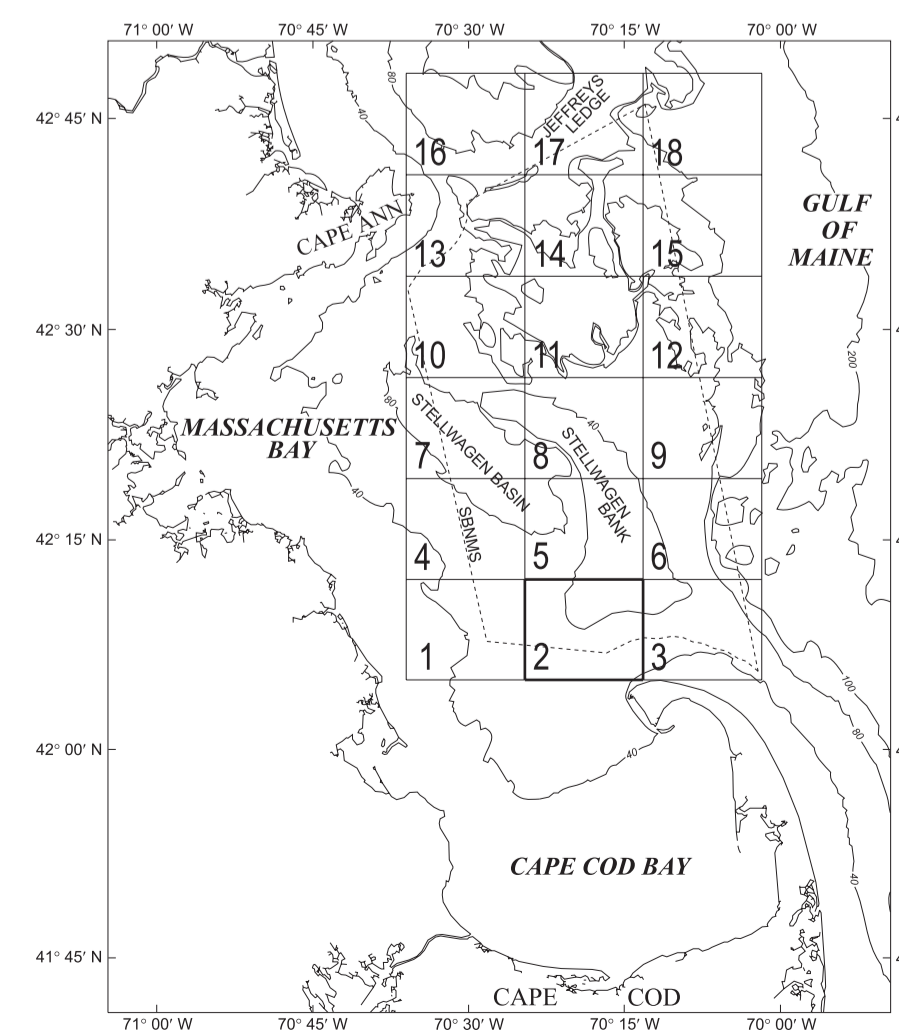 71° 00′ W 70° 45′ W 70° 30′ W 70° 15′ W 70° 00′ W
80
40
JEFFREYS
LEDGE
42° 45′ N
16 17 18
GULF
OF
MAINE
CAPE ANN
13 14 15
42° 30′ N
10 11 12
200
80
STELLWAGEN BASIN
40
STELLWAGEN
BANK
MASSACHUSETTS
BAY
7 8 9
40
SBNMS
42° 15′ N
4 5 6
1 2 3
100
80
42° 00′ N
40
CAPE COD BAY
40
41° 45′ N
CAPE COD
71° 00′ W 70° 45′ W 70° 30′ W 70° 15′ W 70° 00′ W